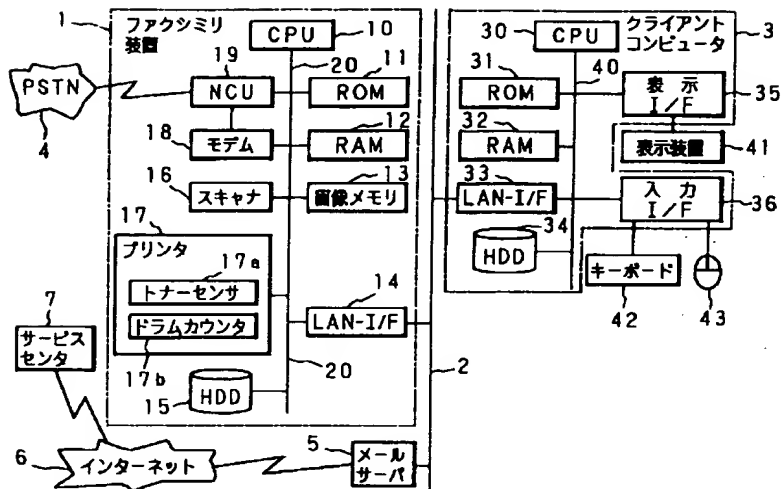 1
ファクシミリ
装置
CPU
10
20
19
NCU
11
ROM
PSTN
4
18
モデム
12
RAM
16
スキャナ
13
画像メモリ
17
プリンタ
17a
トナーセンサ
ドラムカウンタ
17b
14
LAN-I/F
20
15
HDD
7
サービス
センタ
6
インターネット
5
メール
サーバ
2
30
CPU
クライアント
コンピュータ
3
40
31
ROM
表示
I/F
35
32
RAM
表示装置
41
33
LAN-I/F
入力
I/F
36
34
HDD
キーボード
42
43